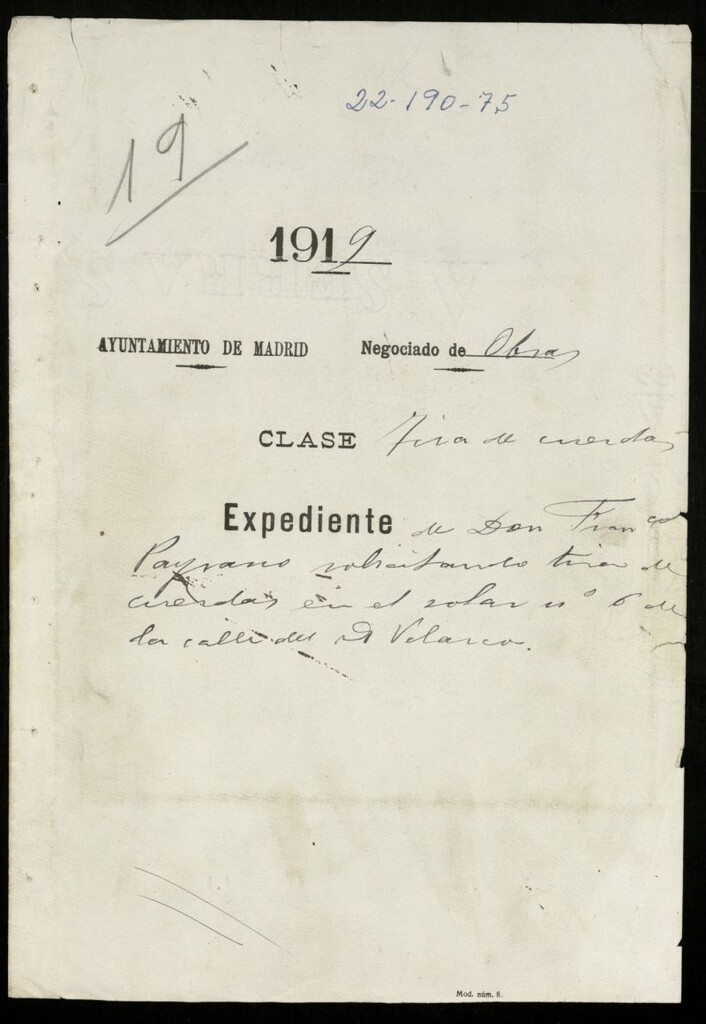 22-190-75
19
1919
AYUNTAMIENTO DE MADRID Negociado de Obras
CLASE Tira de cuerdas
Expediente de Don Franco
solicitando tira de
cuerdas en el solar nº 6 de
la calle del Dr Velasco.
Mod. núm. 8.